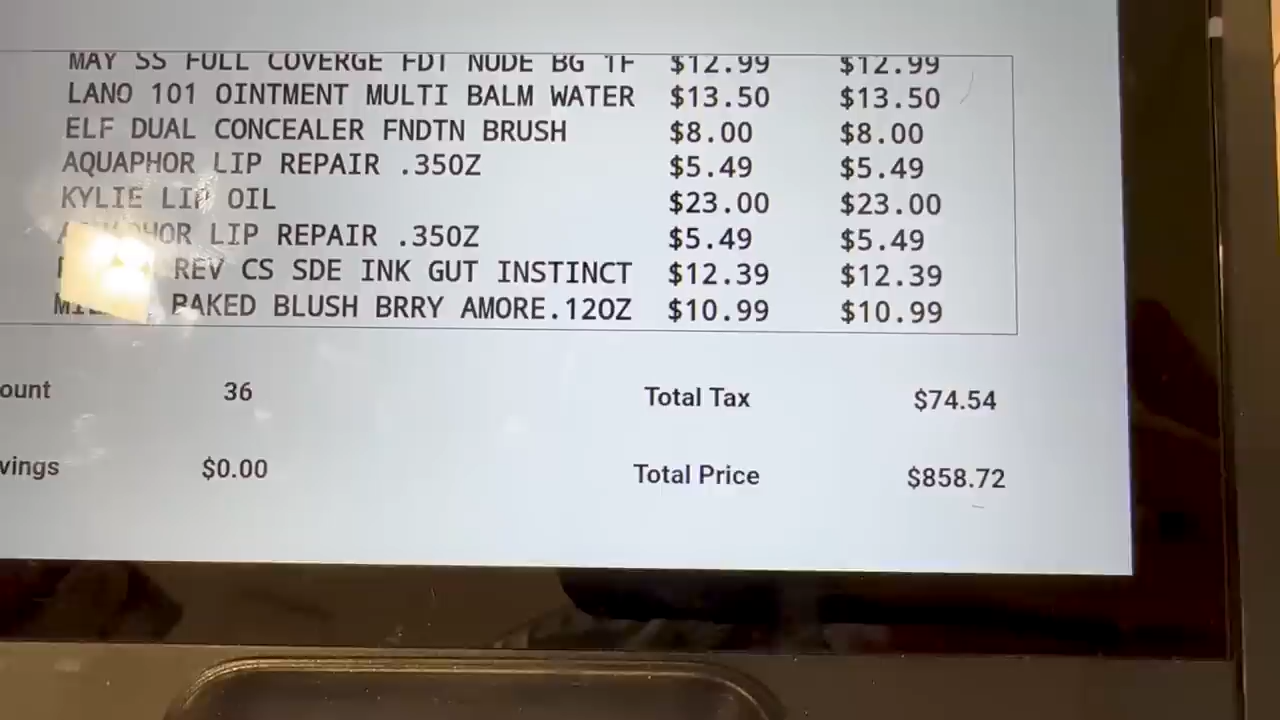 MAY SS FULL COVERGE FDT NUDE BG TF $12.99 $12.99
LANO 101 OINTMENT MULTI BALM WATER $13.50 $13.50
ELF DUAL CONCEALER FNDTN BRUSH $8.00 $8.00
AQUAPHOR LIP REPAIR .350Z $5.49 $5.49
KYLIE LIP OIL $23.00 $23.00
LIP REPAIR .350Z $5.49 $5.49
REV CS SDE INK GUT INSTINCT $12.39 $12.39
BAKED BLUSH BRRY AMORE.120Z $10.99 $10.99
ount 36 Total Tax $74.54
vings $0.00 Total Price $858.72